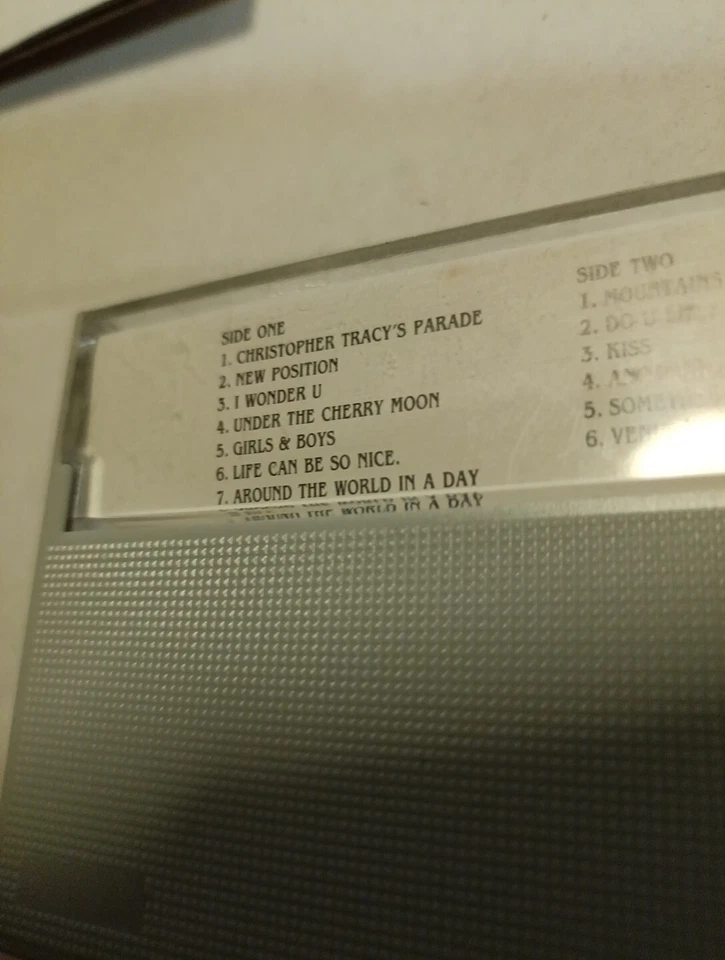 SIDE ONE
1. CHRISTOPHER TRACY'S PARADE
2. NEW POSITION
3. I WONDER U
4. UNDER THE CHERRY MOON
5. GIRLS & BOYS
6. LIFE CAN BE SO NICE.
7. AROUND THE WORLD IN A DAY
SIDE TWO
1. MOUNTAINS
2. DO U
3. KISS
4.
5.
6.